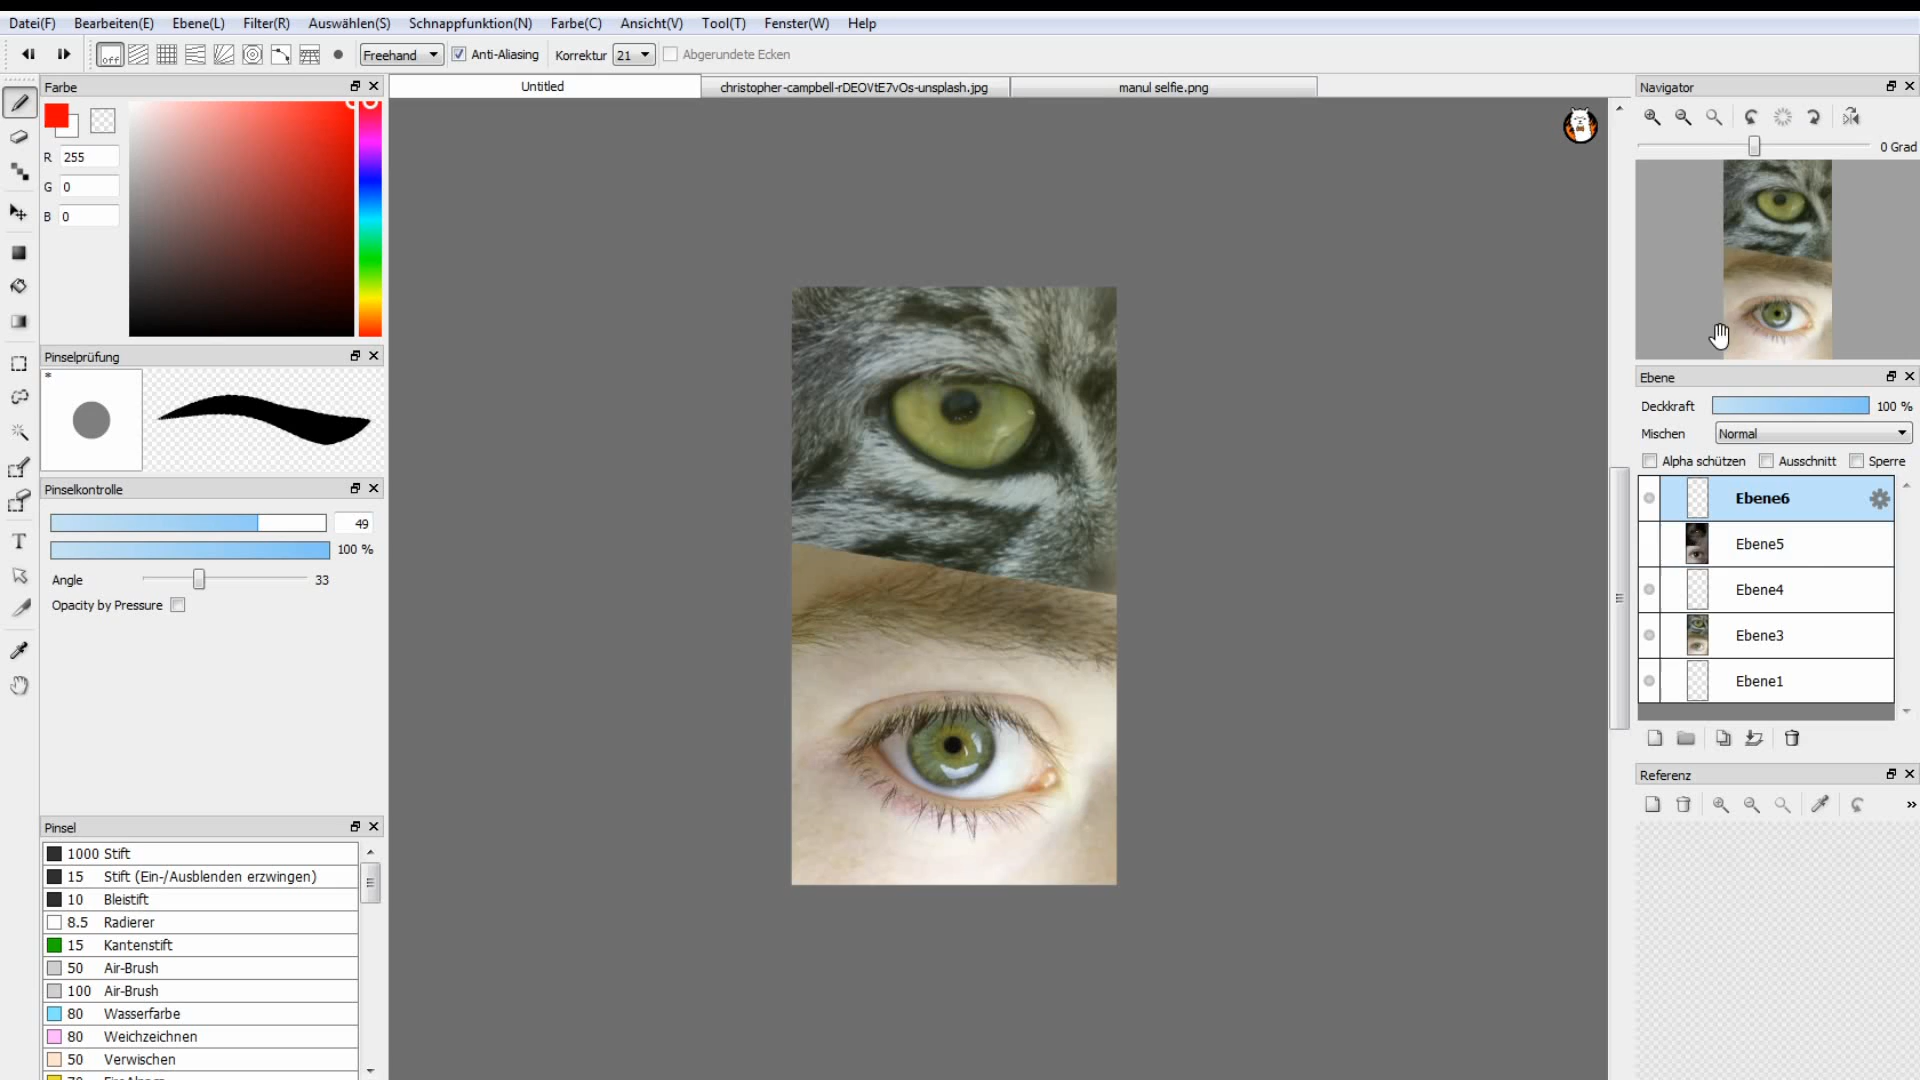 Datei(F) Bearbeiten(E) Ebene(L) Filter(R) Auswählen(S) Schnappfunktion(N) Farbe(C) Ansicht(V) Tool(T) Fenster(W) Help
off Freehand Anti-Aliasing Korrektur 21 Abgerundete Ecken
Farbe
R 255
G 0
B 0
Pinselprüfung
*
Pinselkontrolle
49
100 %
Angle 33
Opacity by Pressure
Pinsel
1000 Stift
15 Stift (Ein-/Ausblenden erzwingen)
10 Bleistift
8.5 Radierer
15 Kantenstift
50 Air-Brush
100 Air-Brush
80 Wasserfarbe
80 Weichzeichnen
50 Verwischen
Untitled christopher-campbell-rDEOVtE7vOs-unsplash.jpg manul selfie.png
Navigator
0 Grad
Ebene
Deckkraft 100 %
Mischen Normal
Alpha schützen Ausschnitt Sperre
Ebene6
Ebene5
Ebene4
Ebene3
Ebene1
Referenz